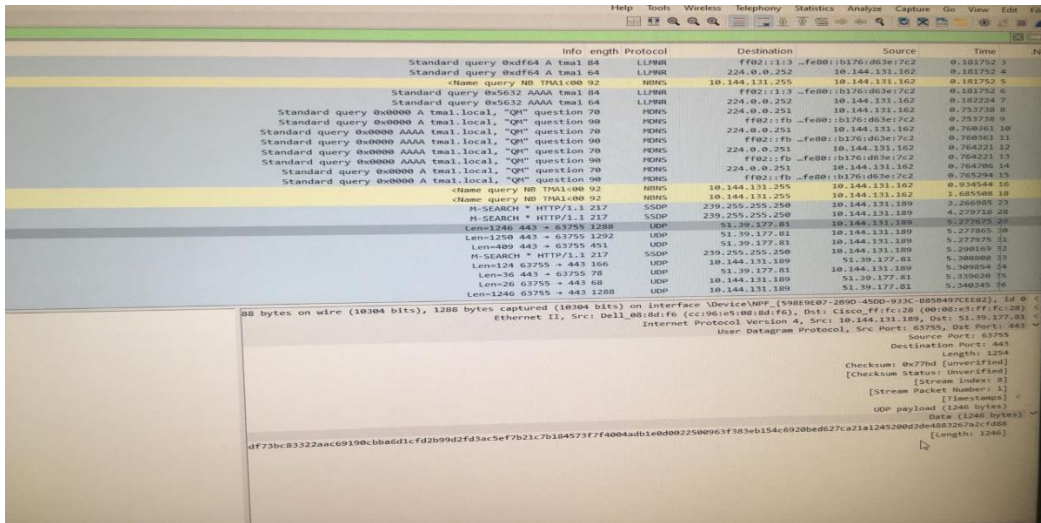 Help Tools Wireless Telephony Statistics Analyze Capture Go View Edit
Info ength Protocol Destination Source Time .N
Standard query 0xdf64 A tma1 84 LLMNR ff02::1:3 …fe80::b176:d63e:7c2 0.181752 3
Standard query 0xdf64 A tma1 64 LLMNR 224.0.0.252 10.144.131.162 0.181752 4
<Name query NB TMA1<00 92 NBNS 10.144.131.255 10.144.131.162 0.181752 5
Standard query 0x5632 AAAA tma1 84 LLMNR ff02::1:3 …fe80::b176:d63e:7c2 0.181752 6
Standard query 0x5632 AAAA tma1 64 LLMNR 224.0.0.252 10.144.131.162 0.182224 7
Standard query 0x0000 A tma1.local, "QM" question 70 MDNS 224.0.0.251 10.144.131.162 0.753738 8
Standard query 0x0000 A tma1.local, "QM" question 90 MDNS ff02::fb …fe80::b176:d63e:7c2 0.753738 9
Standard query 0x0000 AAAA tma1.local, "QM" question 70 MDNS 224.0.0.251 10.144.131.162 0.760361 10
Standard query 0x0000 AAAA tma1.local, "QM" question 90 MDNS ff02::fb …fe80::b176:d63e:7c2 0.760361 11
Standard query 0x0000 AAAA tma1.local, "QM" question 70 MDNS 224.0.0.251 10.144.131.162 0.764221 12
Standard query 0x0000 AAAA tma1.local, "QM" question 90 MDNS ff02::fb …fe80::b176:d63e:7c2 0.764221 13
Standard query 0x0000 A tma1.local, "QM" question 70 MDNS 224.0.0.251 10.144.131.162 0.764706 14
Standard query 0x0000 A tma1.local, "QM" question 90 MDNS ff02::fb …fe80::b176:d63e:7c2 0.765294 15
<Name query NB TMA1<00 92 NBNS 10.144.131.255 10.144.131.162 0.934544 16
<Name query NB TMA1<00 92 NBNS 10.144.131.255 10.144.131.162 1.685508 18
M-SEARCH * HTTP/1.1 217 SSDP 239.255.255.250 10.144.131.189 3.266985 23
M-SEARCH * HTTP/1.1 217 SSDP 239.255.255.250 10.144.131.189 4.279718 28
Len=1246 443 → 63755 1288 UDP 51.39.177.81 10.144.131.189 5.277675 29
Len=1250 443 → 63755 1292 UDP 51.39.177.81 10.144.131.189 5.277865 30
Len=409 443 → 63755 451 UDP 51.39.177.81 10.144.131.189 5.277975 31
M-SEARCH * HTTP/1.1 217 SSDP 239.255.255.250 10.144.131.189 5.290169 32
Len=124 63755 → 443 166 UDP 10.144.131.189 51.39.177.81 5.308808 33
Len=36 443 → 63755 78 UDP 51.39.177.81 10.144.131.189 5.309854 34
Len=26 63755 → 443 68 UDP 10.144.131.189 51.39.177.81 5.339620 35
Len=1246 63755 → 443 1288 UDP 10.144.131.189 51.39.177.81 5.340345 36
88 bytes on wire (10304 bits), 1288 bytes captured (10304 bits) on interface id 0
Ethernet II, Src: Dell_08:8d:f6 (cc:96:e5:08:8d:f6), Dst: Cisco_ff:fc:28 (00:08:e3:ff:fc:28)
Internet Protocol Version 4, Src: 10.144.131.189, Dst: 51.39.177.81
User Datagram Protocol, Src Port: 63755, Dst Port: 443
Source Port: 63755
Destination Port: 443
Length: 1254
Checksum: 0x77bd [unverified]
[Checksum Status: Unverified]
[Stream index: 8]
[Stream Packet Number: 1]
[Timestamps]
UDP payload (1246 bytes)
Data (1246 bytes)
[Length: 1246]